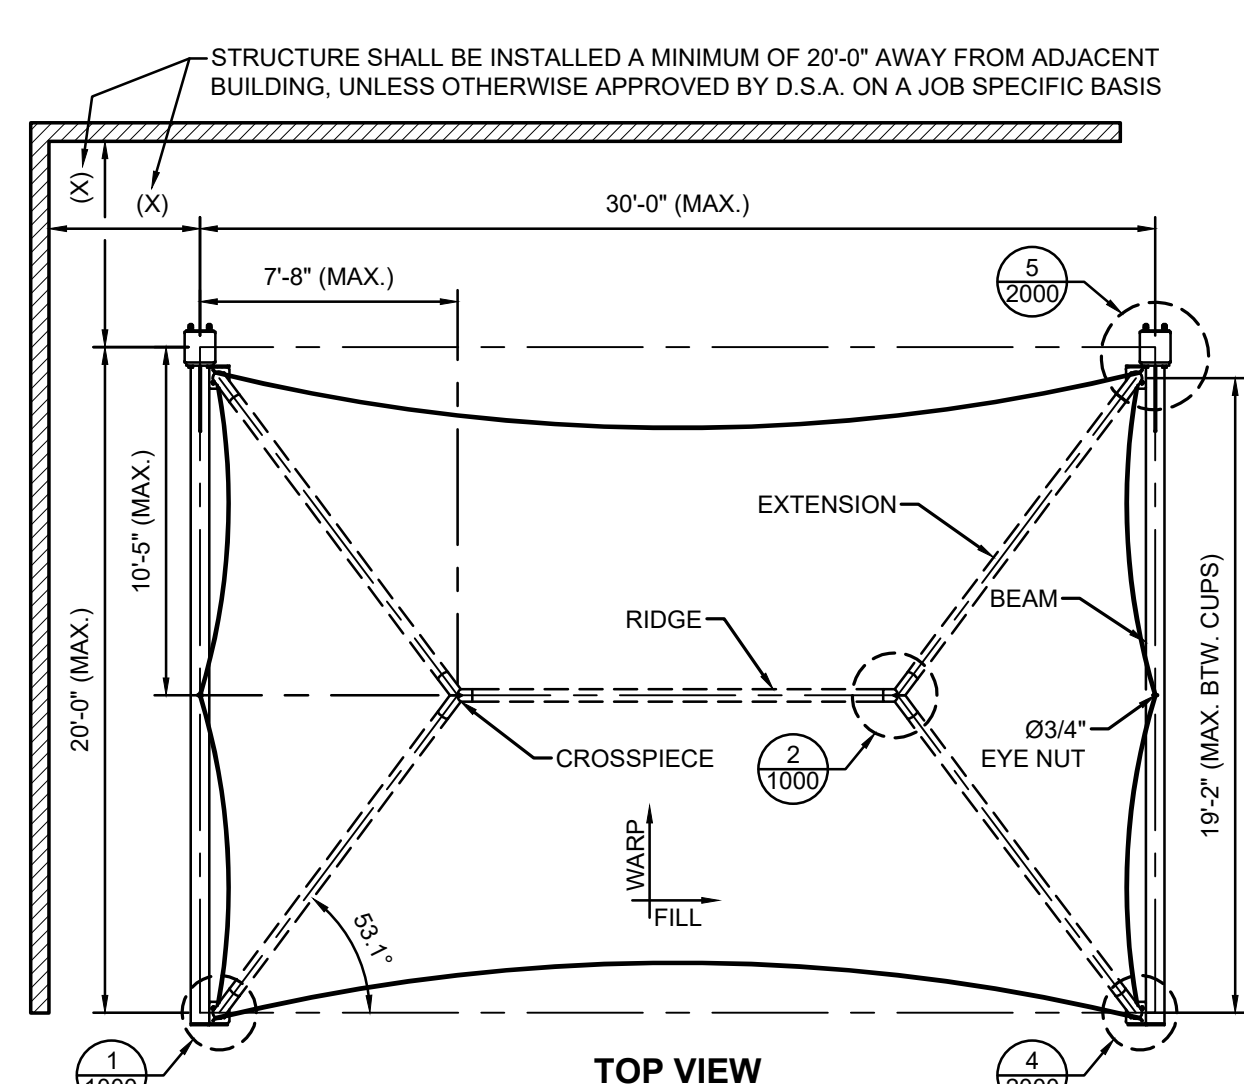 STRUCTURE SHALL BE INSTALLED A MINIMUM OF 20'-0" AWAY FROM ADJACENT
BUILDING, UNLESS OTHERWISE APPROVED BY D.S.A. ON A JOB SPECIFIC BASIS
(X)
(X)
30'-0" (MAX.)
7'-8" (MAX.)
5
2000
10'-5" (MAX.)
20'-0" (MAX.)
EXTENSION
BEAM
RIDGE
19'-2" (MAX. BTW. CUPS)
Ø3/4"
EYE NUT
CROSSPIECE
2
1000
WARP
FILL
53.1°
1
1000
TOP VIEW
4
2000